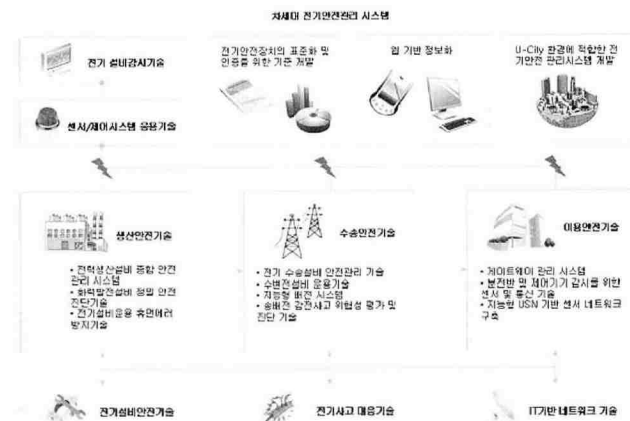 차세대 전기안전관리 시스템
전기 설비감시기술
센서/제어시스템 응용기술
전기안전장치의 표준화 및
인증를 위한 기준 개발
웹 기반 정보화
U-City 환경에 적합한 전
기안전 관리시스템 개발
생산안전기술
• 전력생산설비 종합 안전
관리 시스템
• 화력발전설비 정밀 안전
진단기술
• 전기설비운용 휴먼에러
방지기술
수송안전기술
• 전기 수송설비 안전관리 기술
• 수변전설비 운용기술
• 지능형 배전 시스템
• 송배전 감전사고 위험성 평가 및
진단 기술
이용안전기술
• 게이트웨이 관리 시스템
• 분전반 및 제어기기 감시를 위한
센서 및 통신 기술
• 지능형 USN 기반 센서 네트워크
구축
전기설비안전기술
전기사고 대응기술
IT기반 네트워크 기술